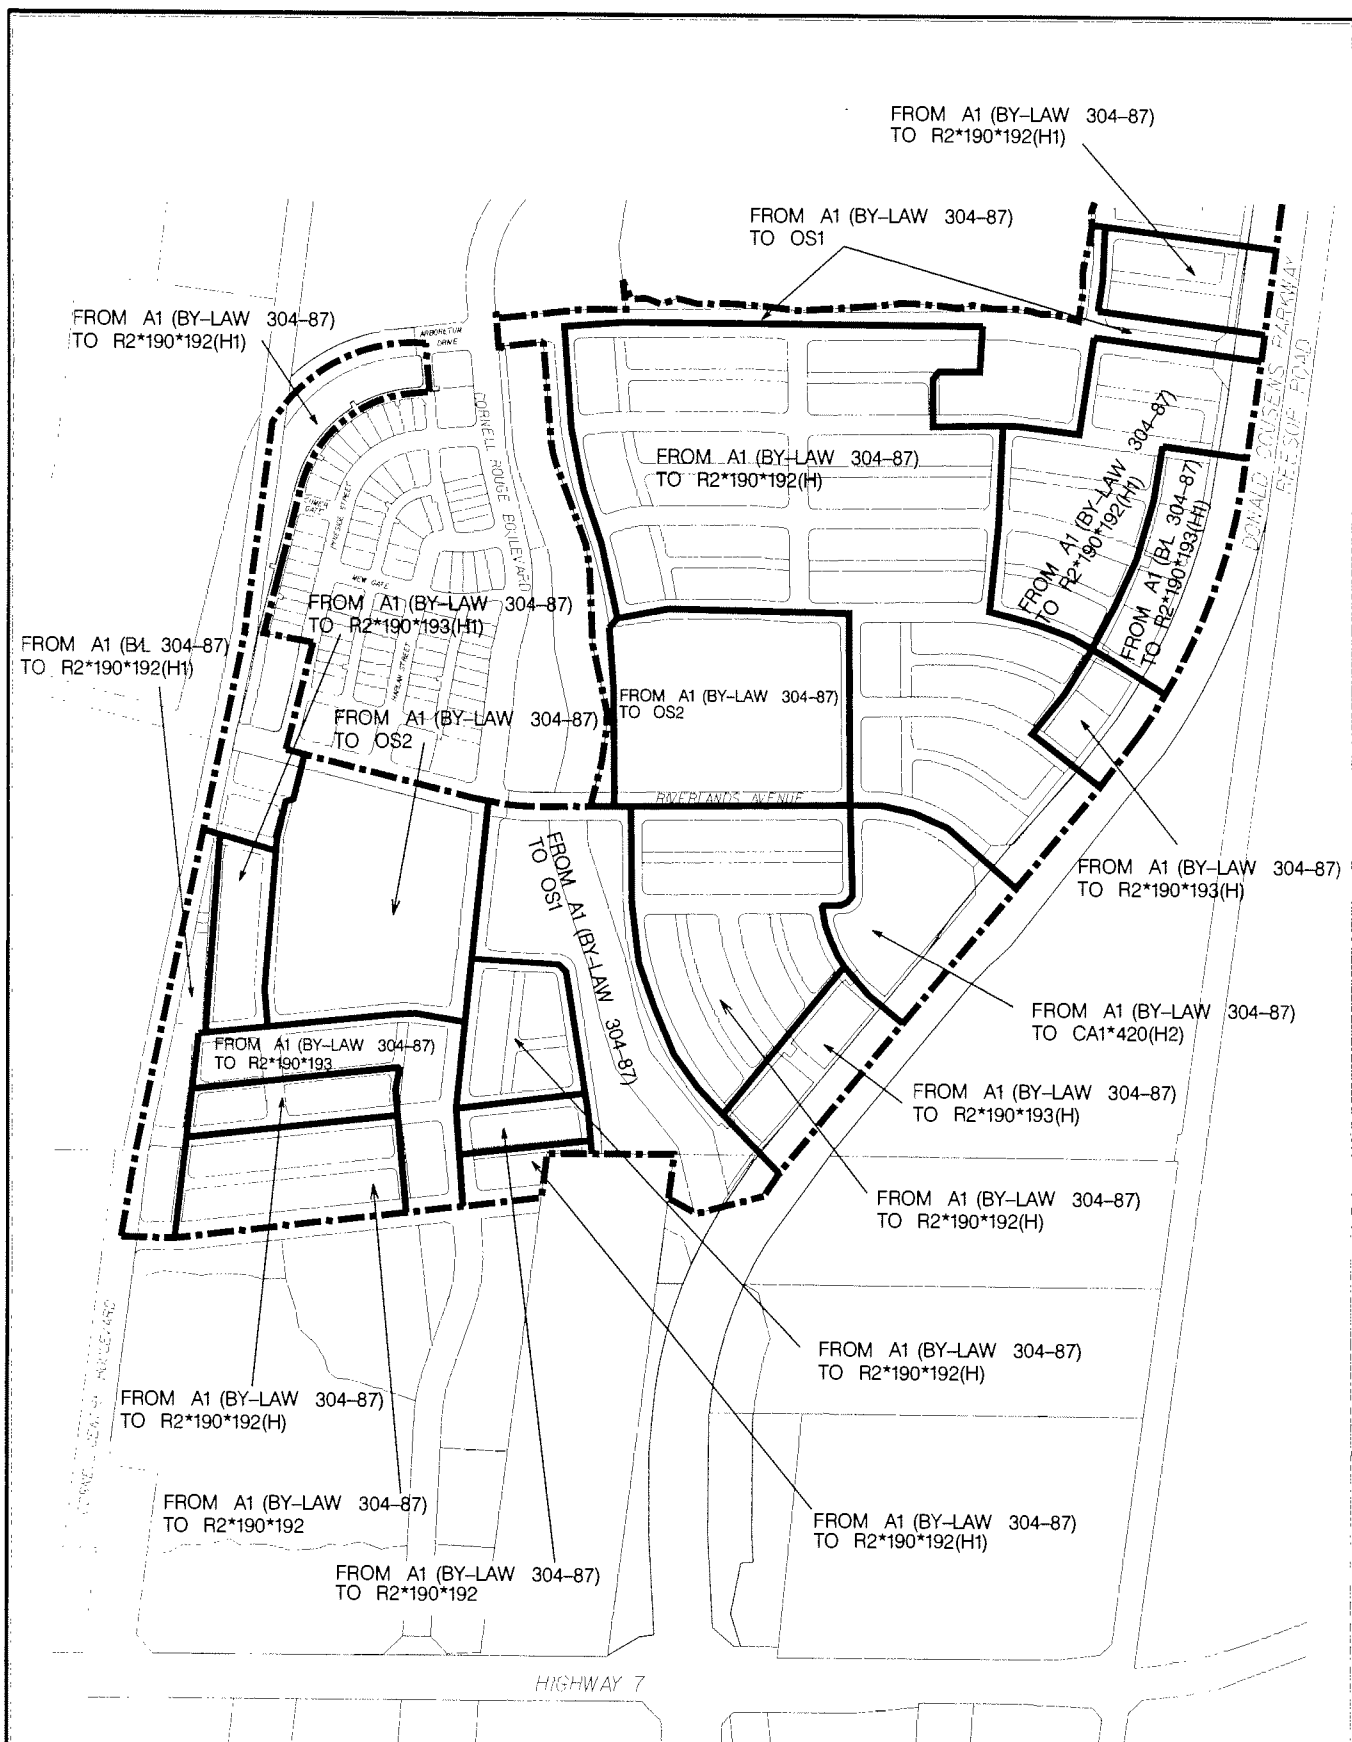 FROM A1 (BY-LAW 304-87)
TO R2*190*192(H1)
FROM A1 (BY-LAW 304-87)
TO OS1
FROM A1 (BY-LAW 304-87)
TO R2*190*192(H1)
ARBORETUM
DRIVE
CORNELL ROUGE BOULEVARD
DONALD COUSENS PARKWAY
REESOR ROAD
FROM A1 (BY-LAW 304-87)
TO R2*190*192(H)
FROM A1 (BY-LAW 304-87)
TO R2*190*192(H1)
FROM A1 (B/L 304-87)
TO R2*190*193(H1)
STREET
MEW GATE
FROM A1 (BY-LAW 304-87)
TO R2*190*193(H1)
FROM A1 (B/L 304-87)
TO R2*190*192(H1)
HARLAN STREET
FROM A1 (BY-LAW 304-87)
TO OS2
FROM A1 (BY-LAW 304-87)
TO OS2
RIVERLANDS AVENUE
FROM A1 (BY-LAW 304-87)
TO OS1
FROM A1 (BY-LAW 304-87)
TO R2*190*193(H)
FROM A1 (BY-LAW 304-87)
TO CA1*420(H2)
FROM A1 (BY-LAW 304-87)
TO R2*190*193
FROM A1 (BY-LAW 304-87)
TO R2*190*193(H)
FROM A1 (BY-LAW 304-87)
TO R2*190*192(H)
FROM A1 (BY-LAW 304-87)
TO R2*190*192(H)
FROM A1 (BY-LAW 304-87)
TO R2*190*192(H)
FROM A1 (BY-LAW 304-87)
TO R2*190*192
FROM A1 (BY-LAW 304-87)
TO R2*190*192(H1)
FROM A1 (BY-LAW 304-87)
TO R2*190*192
HIGHWAY 7